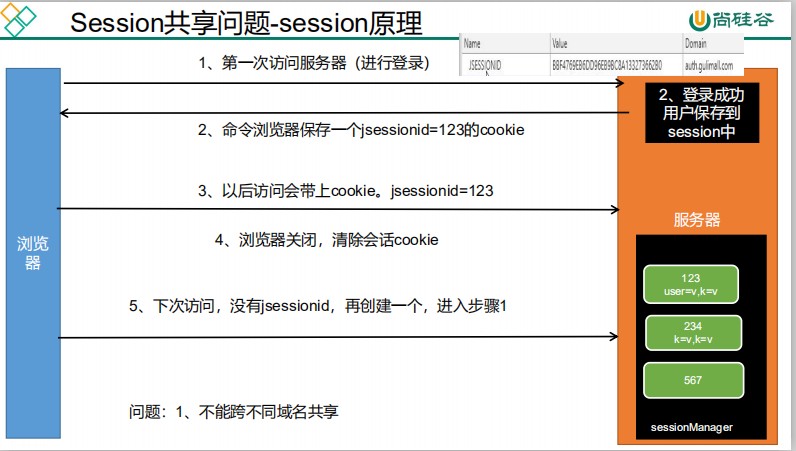 Session共享问题-session原理
尚硅谷
Name Value Domain
JSESSIONID auth.gulimall.com
1、第一次访问服务器（进行登录）
2、登录成功
用户保存到
session中
2、命令浏览器保存一个jsessionid=123的cookie
3、以后访问会带上cookie。jsessionid=123
4、浏览器关闭，清除会话cookie
浏览
器
服务器
123
user=v,k=v
5、下次访问，没有jsessionid，再创建一个，进入步骤1
234
k=v,k=v
567
问题：1、不能跨不同域名共享
sessionManager